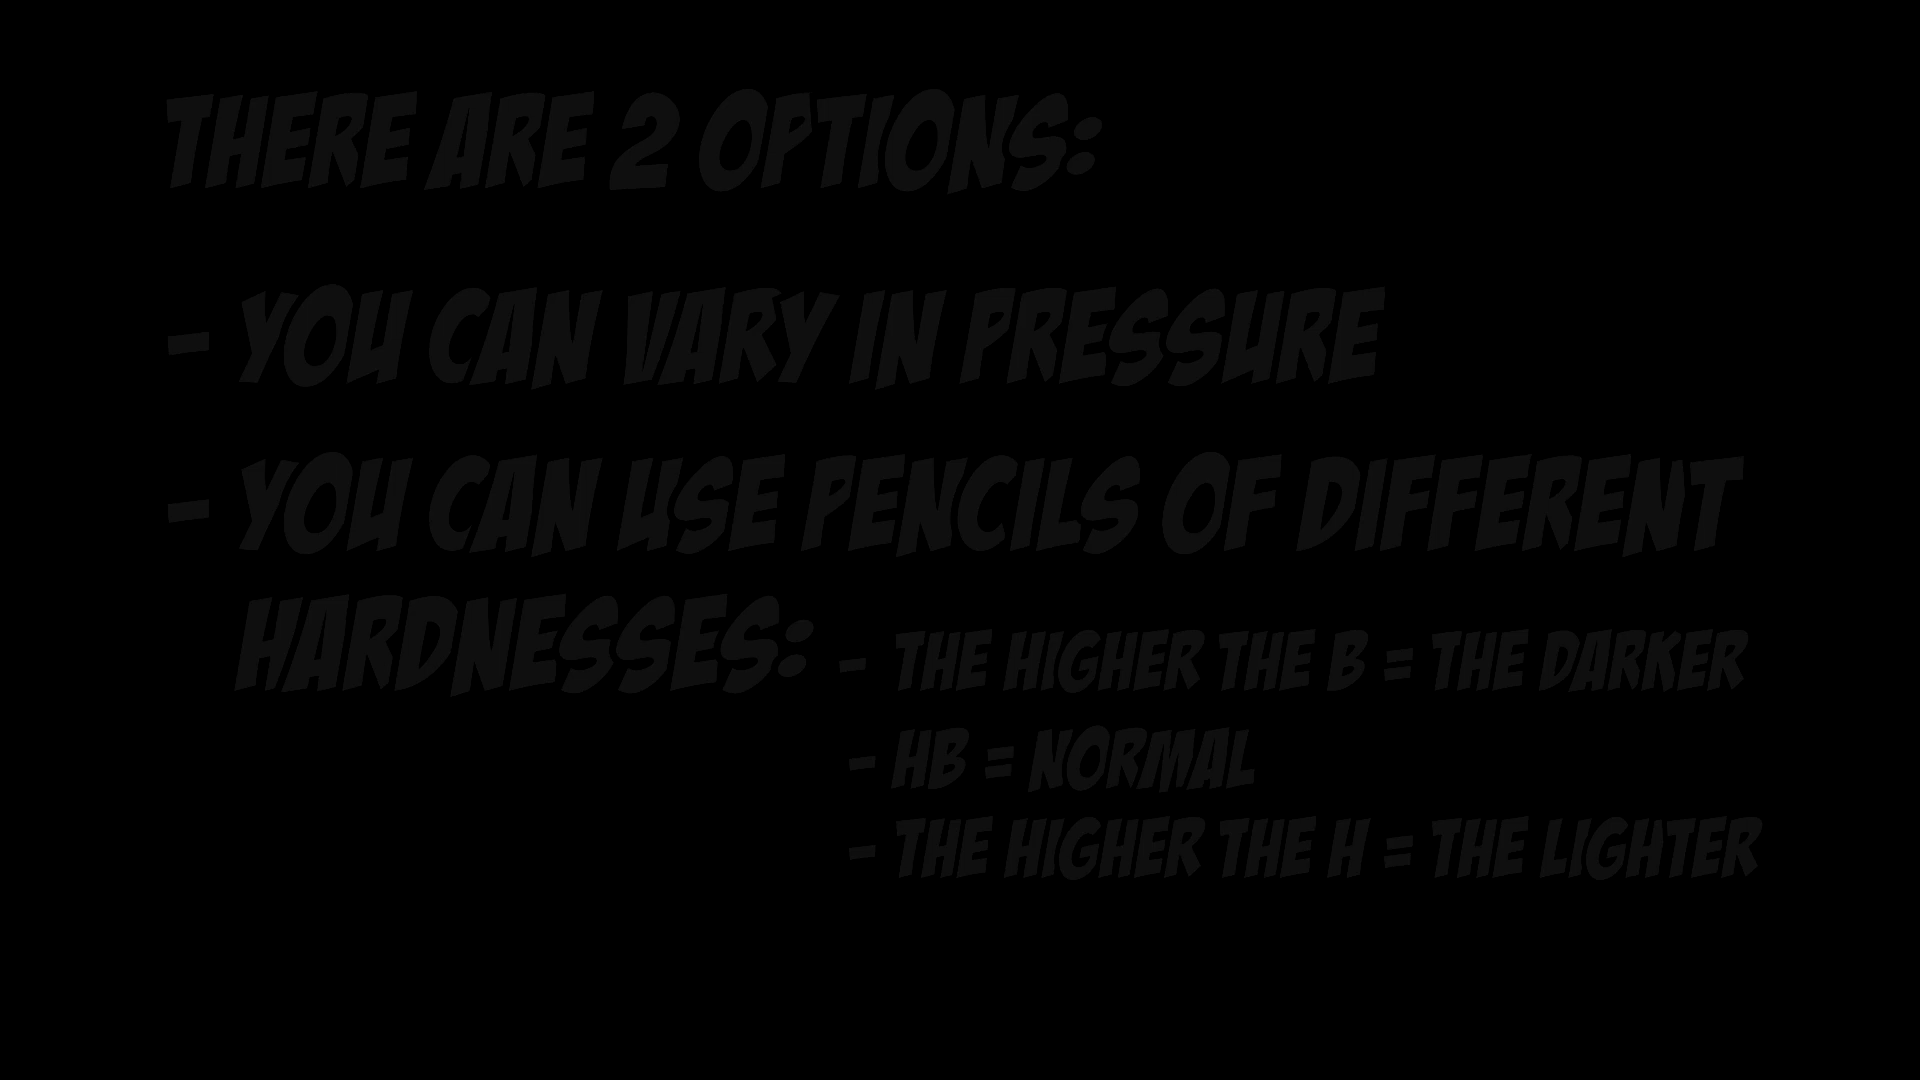 THERE ARE 2 OPTIONS:
- YOU CAN VARY IN PRESSURE
- YOU CAN USE PENCILS OF DIFFERENT
HARDNESSES: - THE HIGHER THE B = THE DARKER
- HB = NORMAL
- THE HIGHER THE H = THE LIGHTER